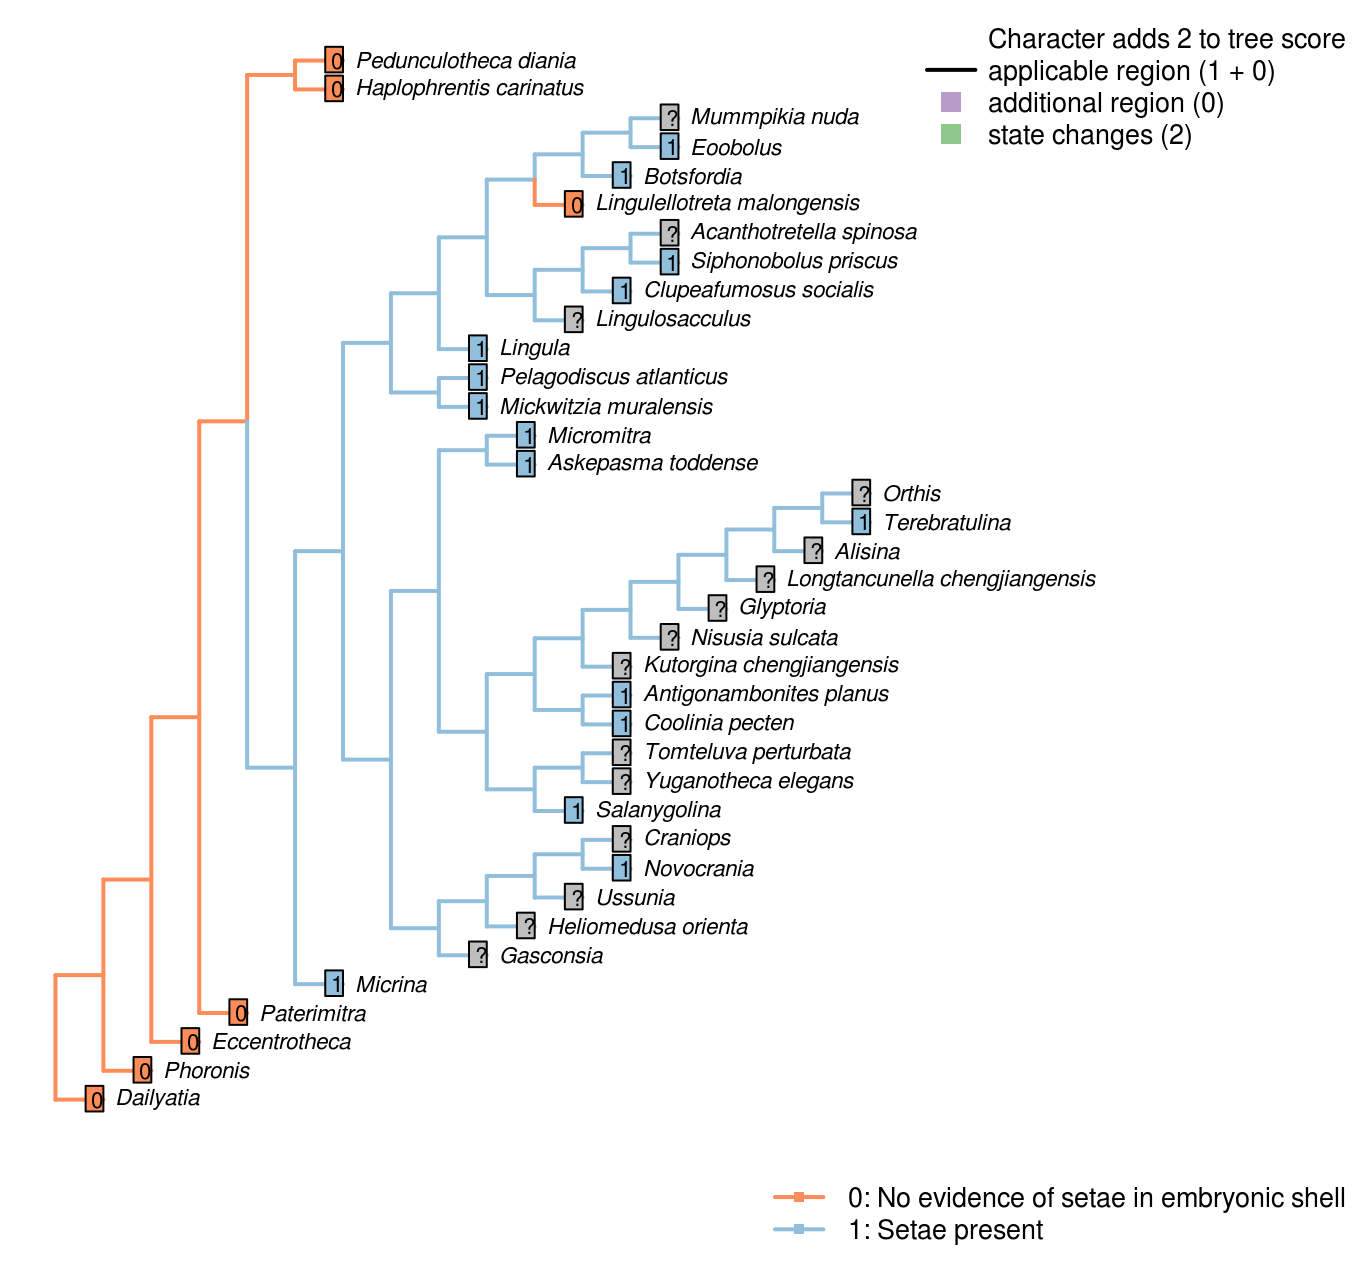 Character adds 2 to tree score
applicable region (1 + 0)
additional region (0)
state changes (2)
0 Pedunculotheca diania
0 Haplophrentis carinatus
? Mummpikia nuda
1 Eoobolus
1 Botsfordia
0 Lingulellotreta malongensis
? Acanthotretella spinosa
1 Siphonobolus priscus
1 Clupeafumosus socialis
? Lingulosacculus
1 Lingula
1 Pelagodiscus atlanticus
1 Mickwitzia muralensis
1 Micromitra
1 Askepasma toddense
? Orthis
1 Terebratulina
? Alisina
? Longtancunella chengjiangensis
? Glyptoria
? Nisusia sulcata
? Kutorgina chengjiangensis
1 Antigonambonites planus
1 Coolinia pecten
? Tomteluva perturbata
? Yuganotheca elegans
1 Salanygolina
? Craniops
1 Novocrania
? Ussunia
? Heliomedusa orienta
? Gasconsia
1 Micrina
0 Paterimitra
0 Eccentrotheca
0 Phoronis
0 Dailyatia
0: No evidence of setae in embryonic shell
1: Setae present